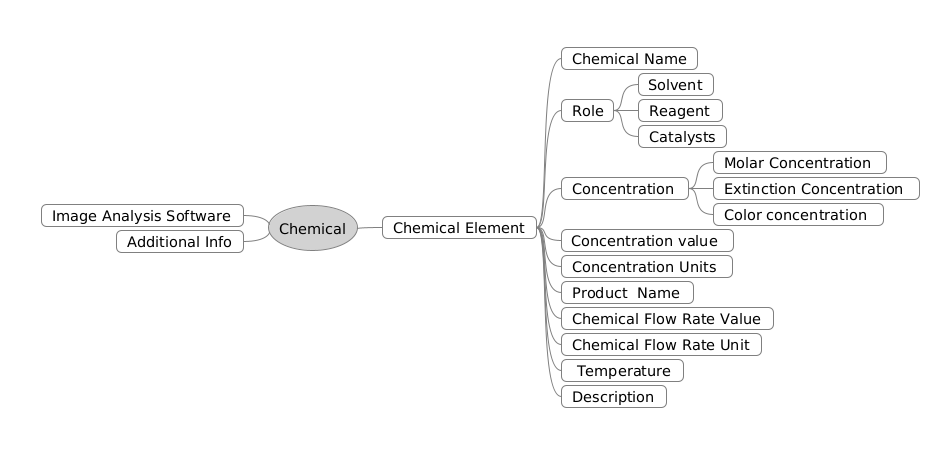 Chemical Name
Solvent
Role
Reagent
Catalysts
Molar Concentration
Concentration
Extinction Concentration
Color concentration
Image Analysis Software
Chemical
Chemical Element
Additional Info
Concentration value
Concentration Units
Product  Name
Chemical Flow Rate Value
Chemical Flow Rate Unit
Temperature
Description